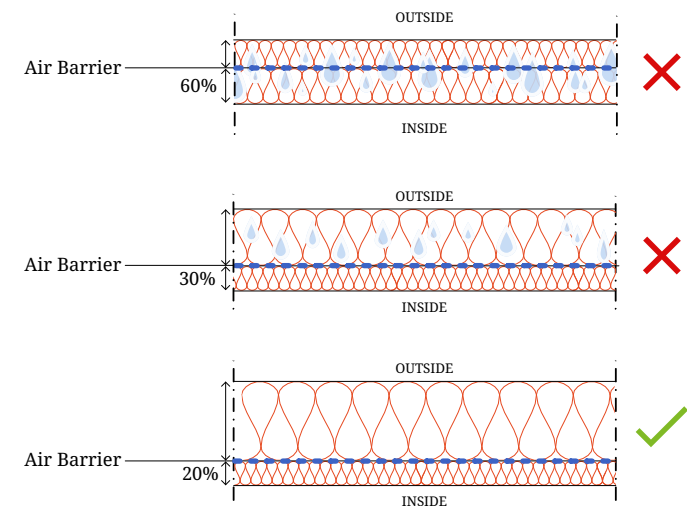 OUTSIDE
Air Barrier
60%
INSIDE
OUTSIDE
Air Barrier
30%
INSIDE
OUTSIDE
Air Barrier
20%
INSIDE